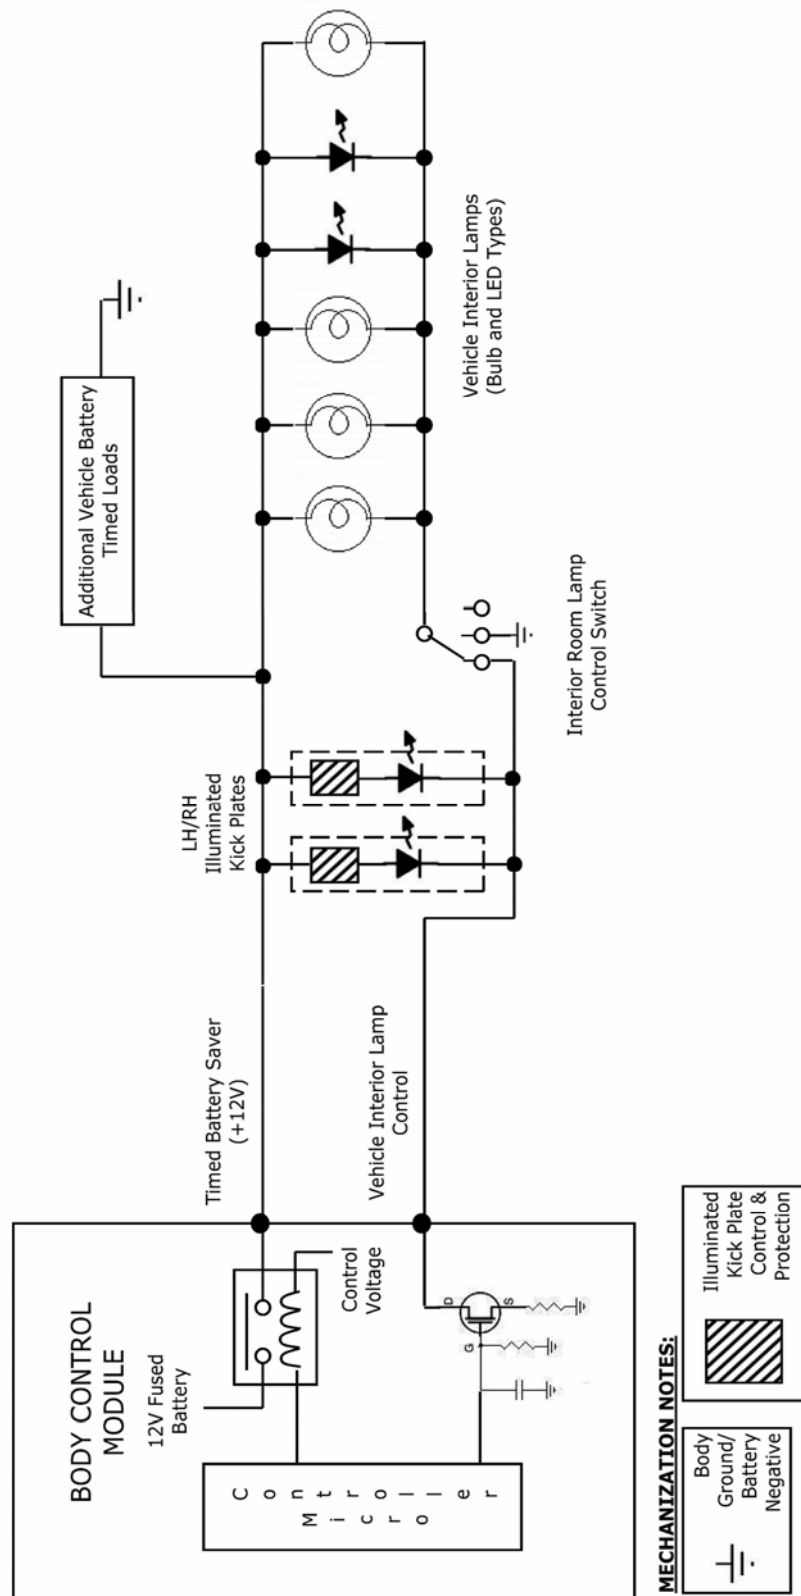 BODY CONTROL
MODULE
12V Fused
Battery
Control
Voltage
M i c r o
C o n t r o l l e r
D
G
S
Timed Battery Saver
(+12V)
Vehicle Interior Lamp
Control
LH/RH
Illuminated
Kick Plates
Additional Vehicle Battery
Timed Loads
Interior Room Lamp
Control Switch
Vehicle Interior Lamps
(Bulb and LED Types)
MECHANIZATION NOTES:
Body
Ground/
Battery
Negative
Illuminated
Kick Plate
Control &
Protection